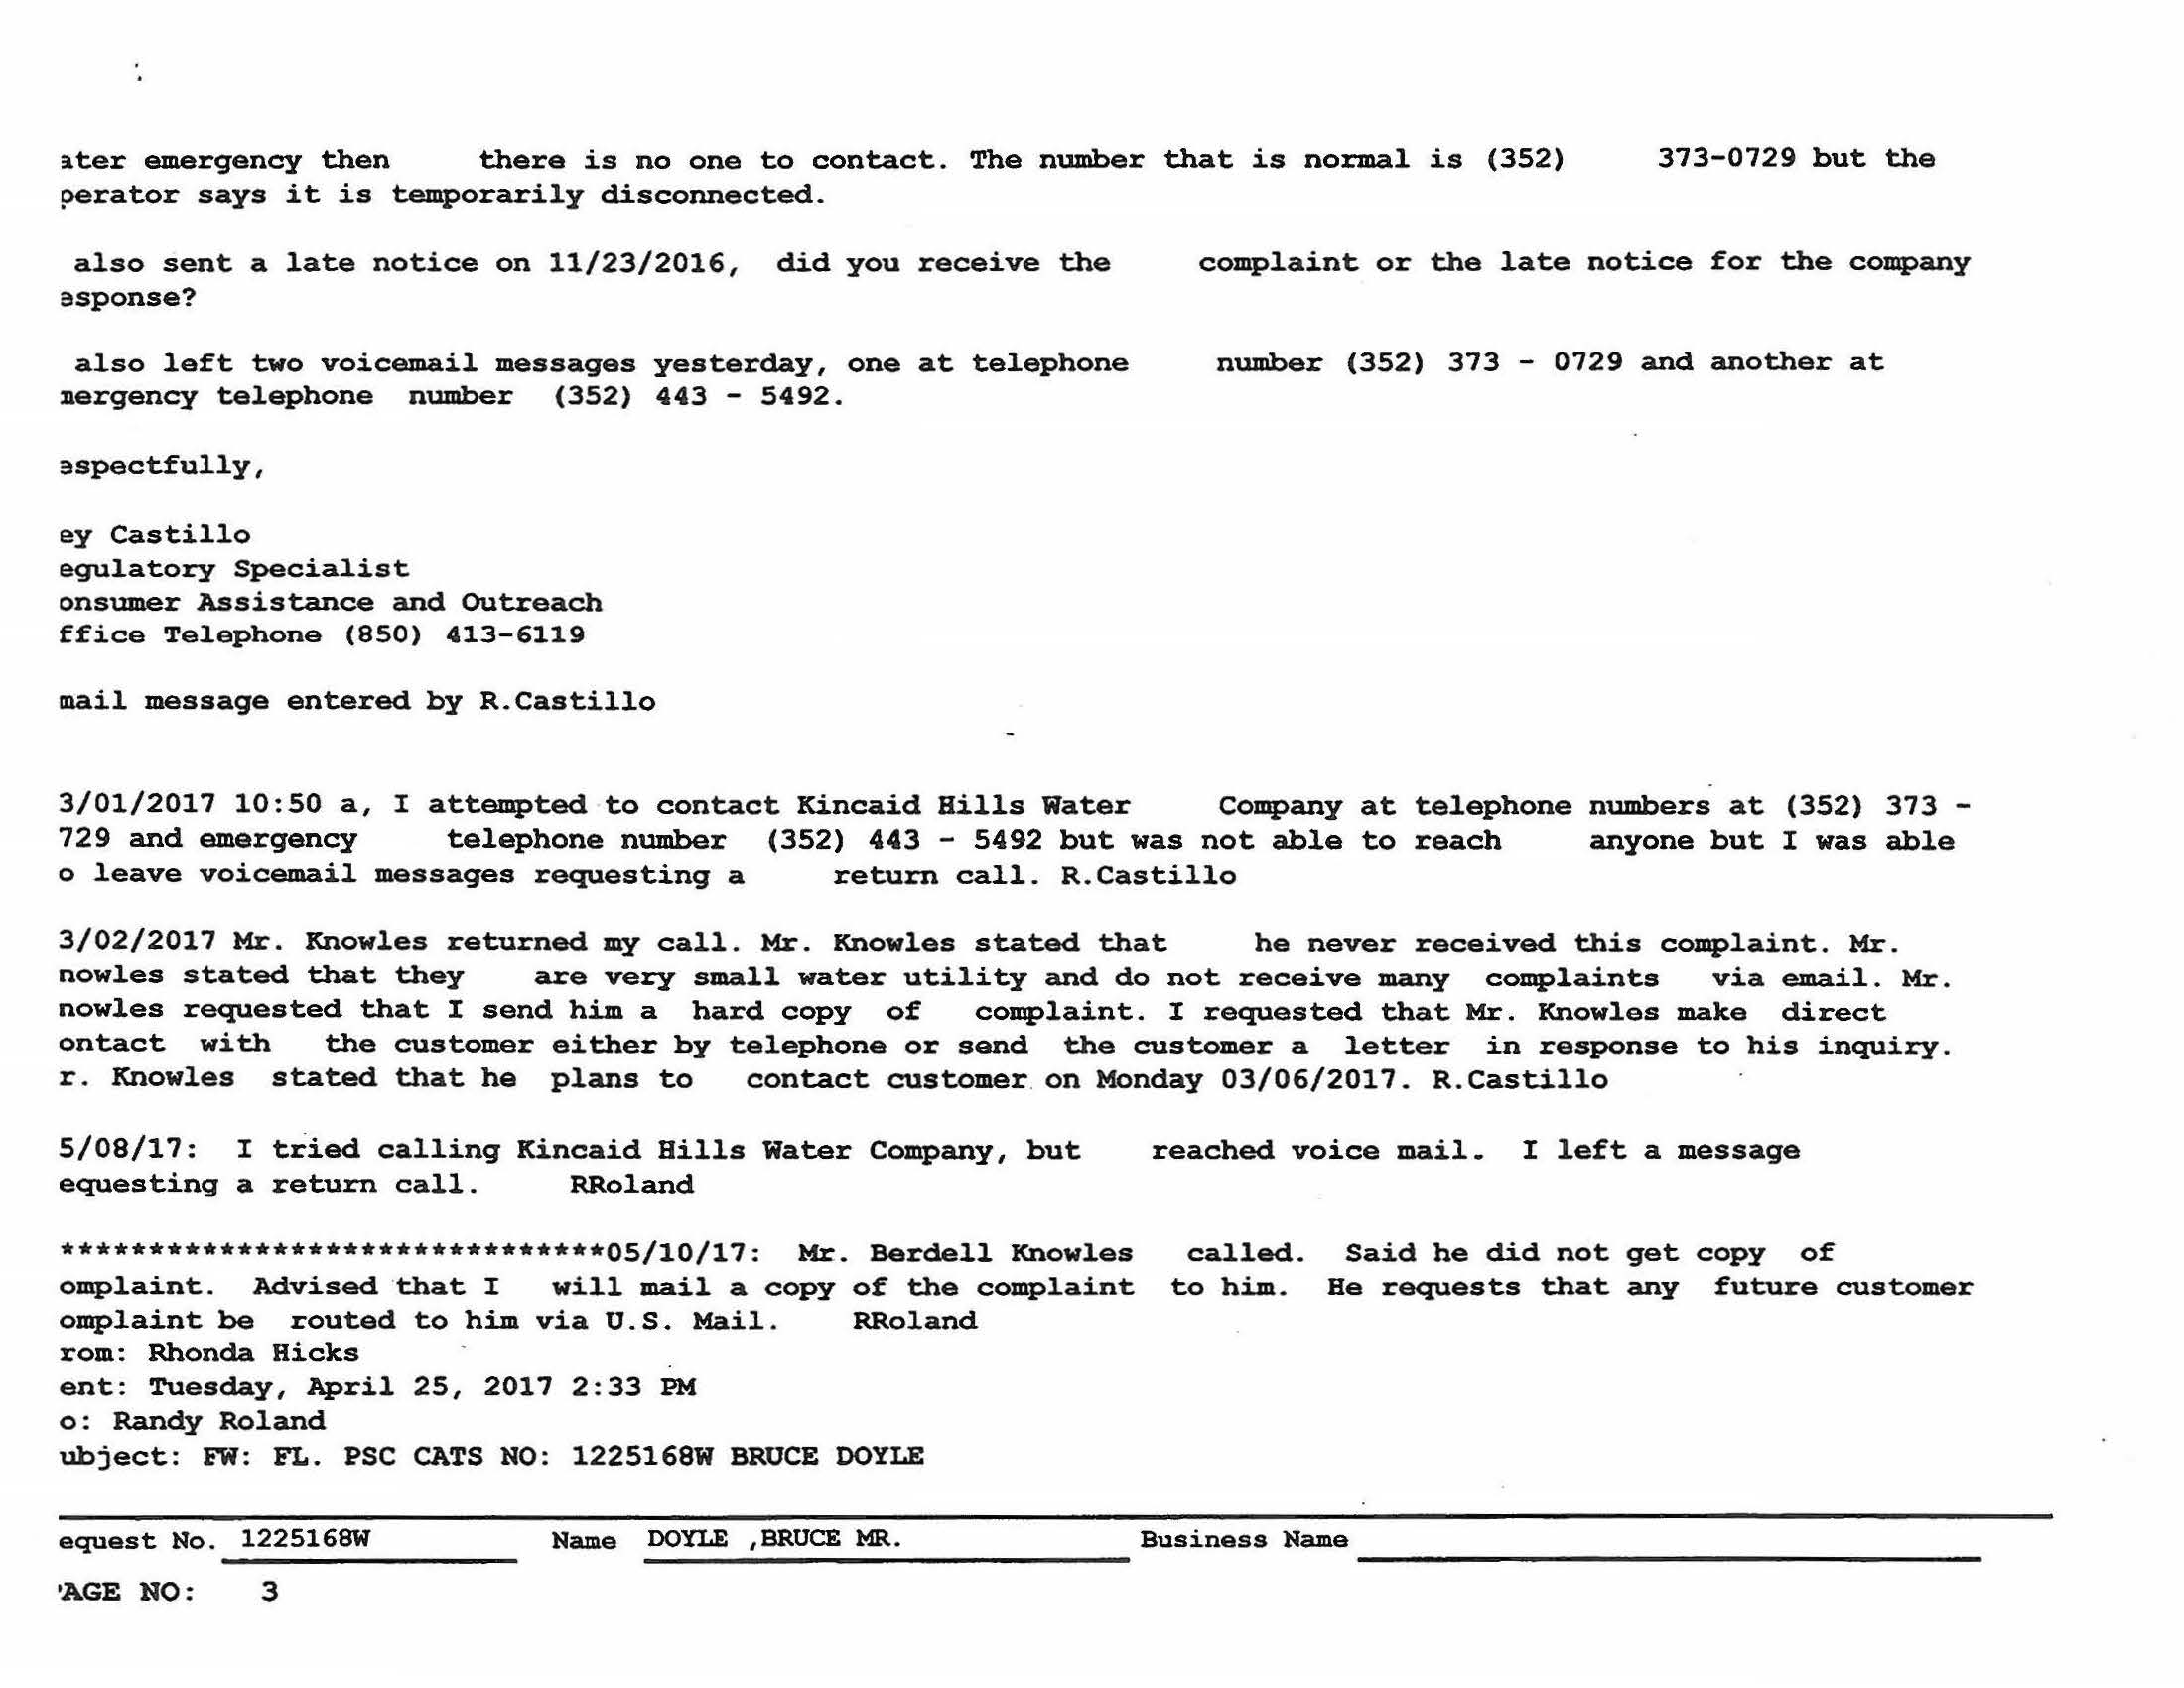 ater emergency then there is no one to contact. The number that is normal is (352) 373-0729 but the
perator says it is temporarily disconnected.
also sent a late notice on 11/23/2016, did you receive the complaint or the late notice for the company
esponse?
also left two voicemail messages yesterday, one at telephone number (352) 373 - 0729 and another at
mergency telephone number (352) 443 - 5492.
espectfully,
ey Castillo
egulatory Specialist
onsumer Assistance and Outreach
ffice Telephone (850) 413-6119
mail message entered by R.Castillo
3/01/2017 10:50 a, I attempted to contact Kincaid Hills Water Company at telephone numbers at (352) 373 -
729 and emergency telephone number (352) 443 - 5492 but was not able to reach anyone but I was able
o leave voicemail messages requesting a return call. R.Castillo
3/02/2017 Mr. Knowles returned my call. Mr. Knowles stated that he never received this complaint. Mr.
nowles stated that they are very small water utility and do not receive many complaints via email. Mr.
nowles requested that I send him a hard copy of complaint. I requested that Mr. Knowles make direct
ontact with the customer either by telephone or send the customer a letter in response to his inquiry.
r. Knowles stated that he plans to contact customer on Monday 03/06/2017. R.Castillo
5/08/17: I tried calling Kincaid Hills Water Company, but reached voice mail. I left a message
equesting a return call. RRoland
*******************************05/10/17: Mr. Berdell Knowles called. Said he did not get copy of
omplaint. Advised that I will mail a copy of the complaint to him. He requests that any future customer
omplaint be routed to him via U.S. Mail. RRoland
rom: Rhonda Hicks
ent: Tuesday, April 25, 2017 2:33 PM
o: Randy Roland
ubject: FW: FL. PSC CATS NO: 1225168W BRUCE DOYLE
equest No. 1225168W Name DOYLE ,BRUCE MR. Business Name
AGE NO: 3